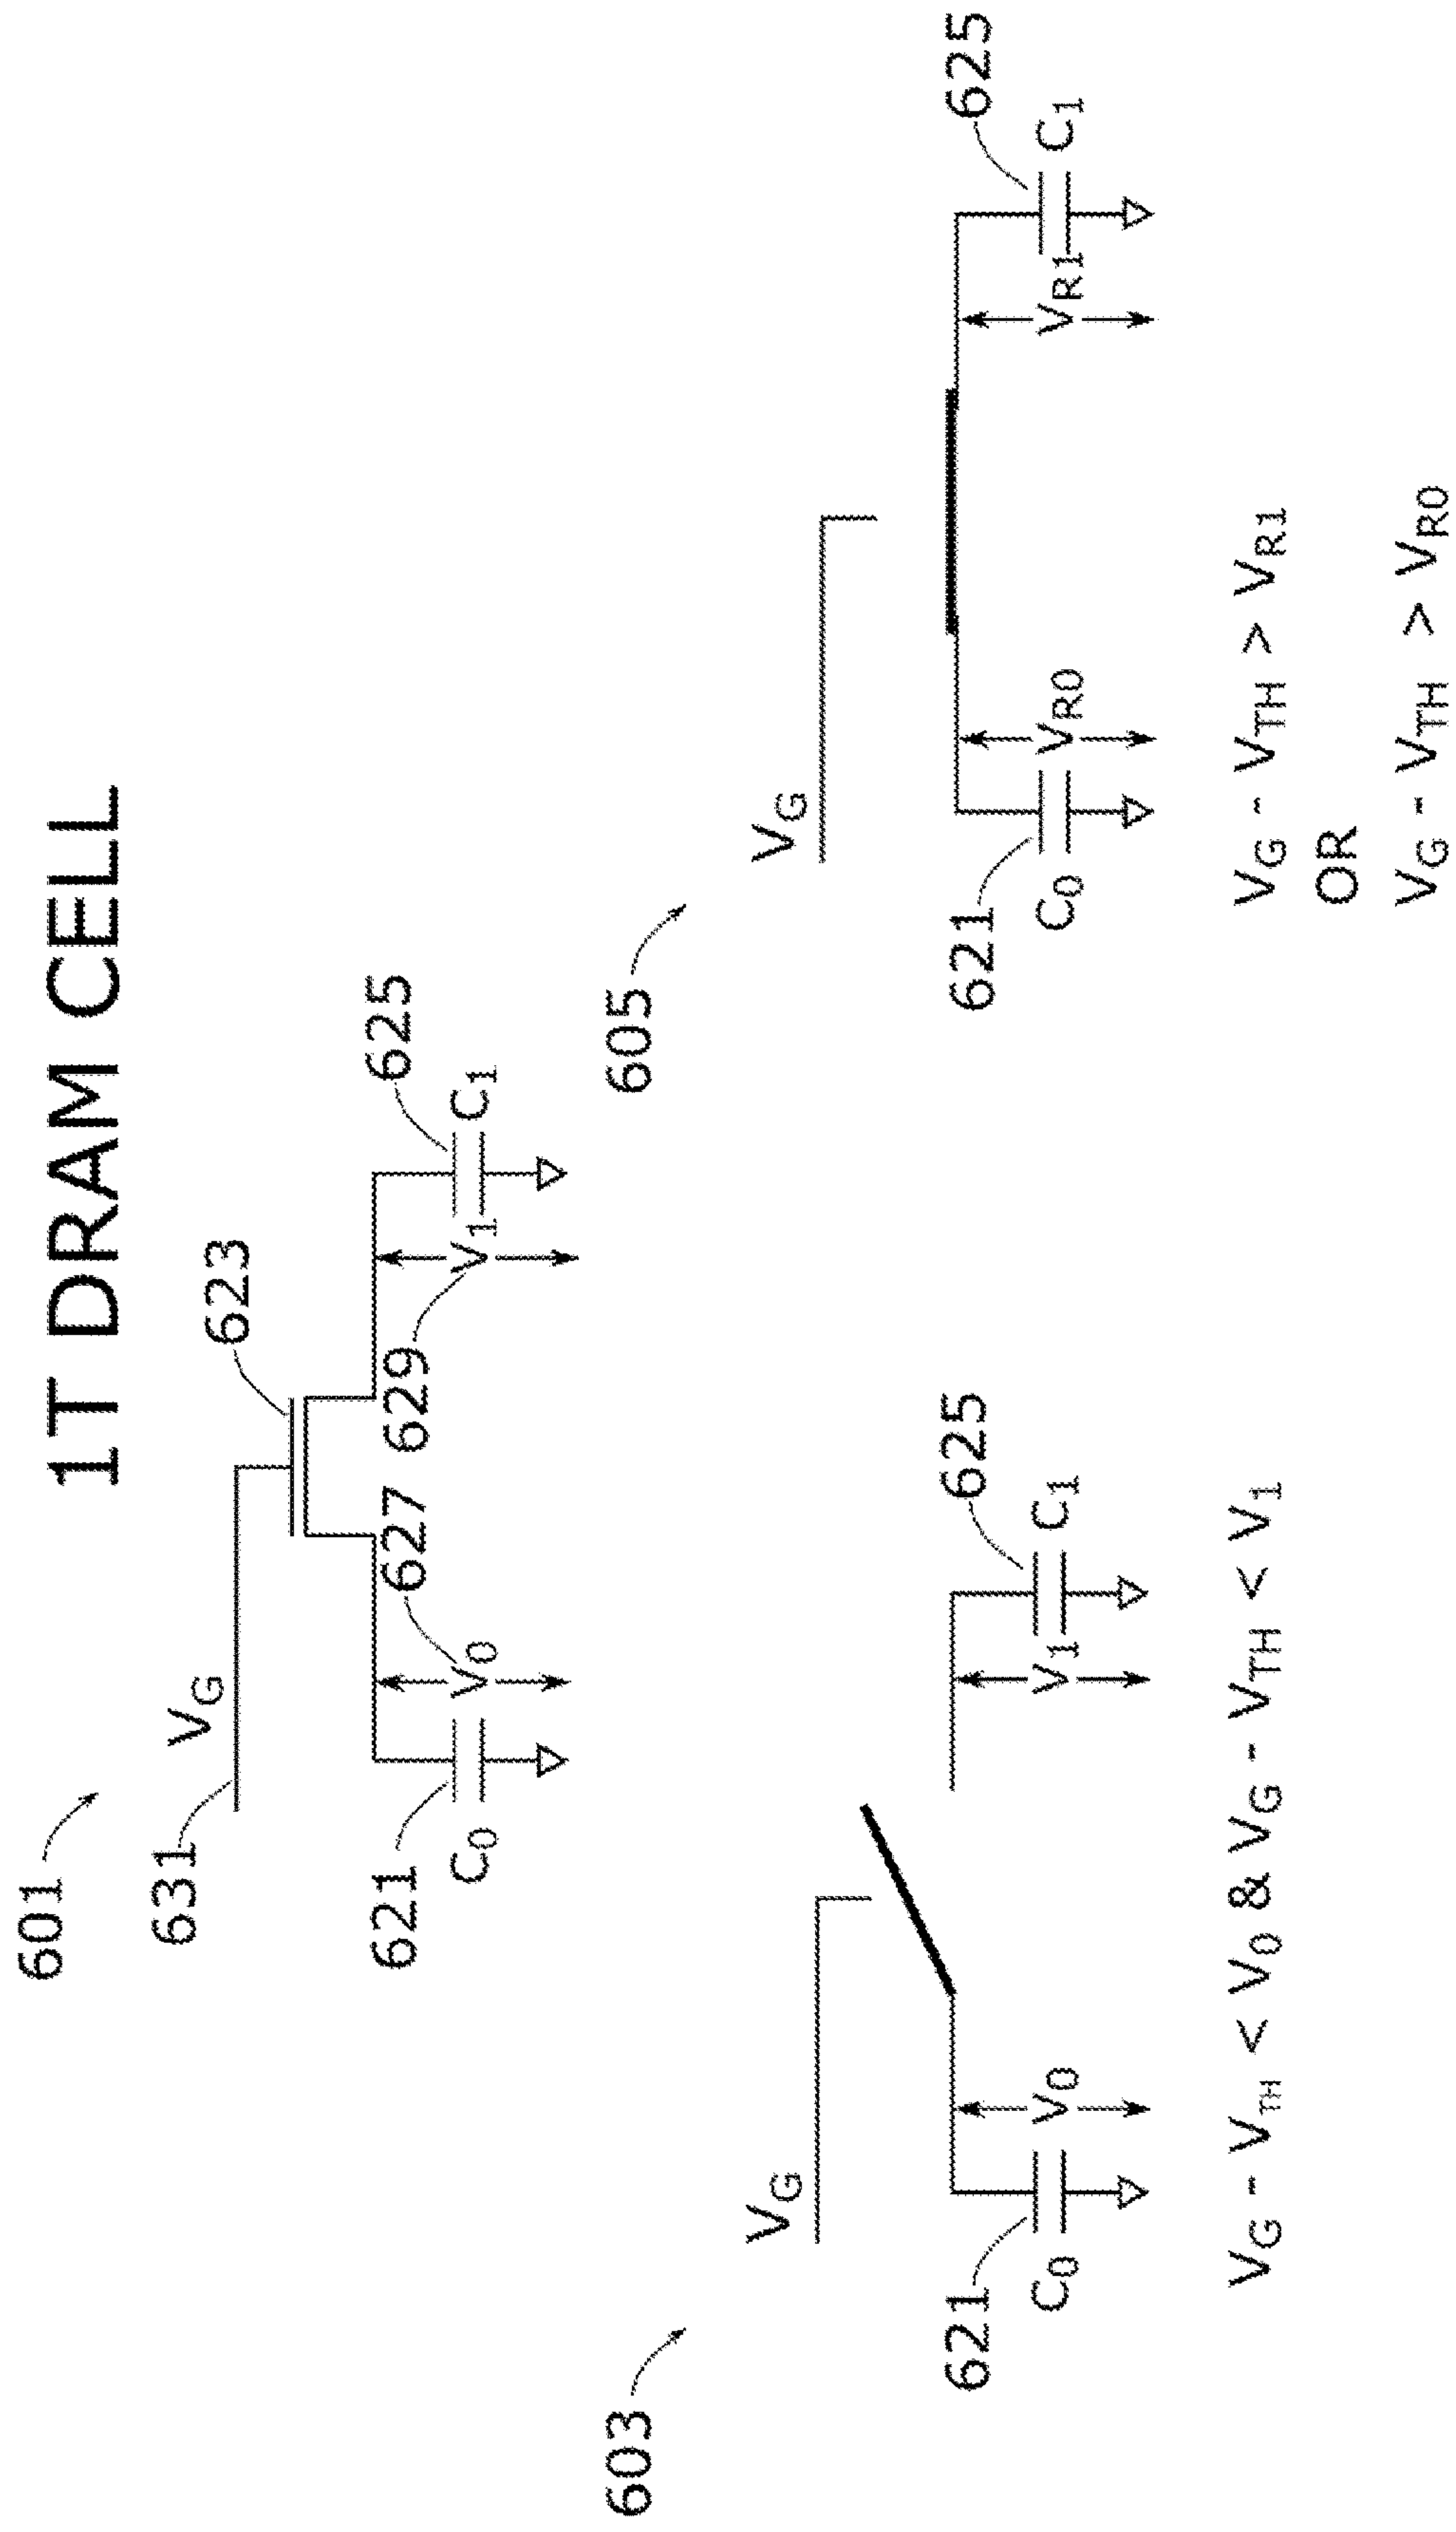 1T DRAM CELL
601
631
V_G
623
621
C_0
V_0
627
629
V_1
C_1
625
603
V_G
621
C_0
V_0
V_1
C_1
625
V_G - V_TH < V_0 & V_G - V_TH < V_1
605
V_G
621
C_0
V_R0
V_R1
C_1
625
V_G - V_TH > V_R1
OR
V_G - V_TH > V_R0